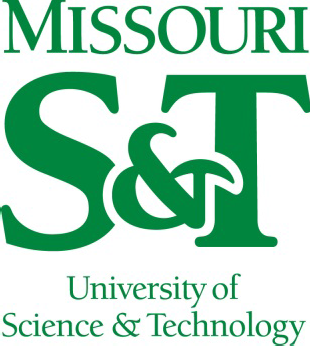 MISSOURI
S&T
University of
Science & Technology